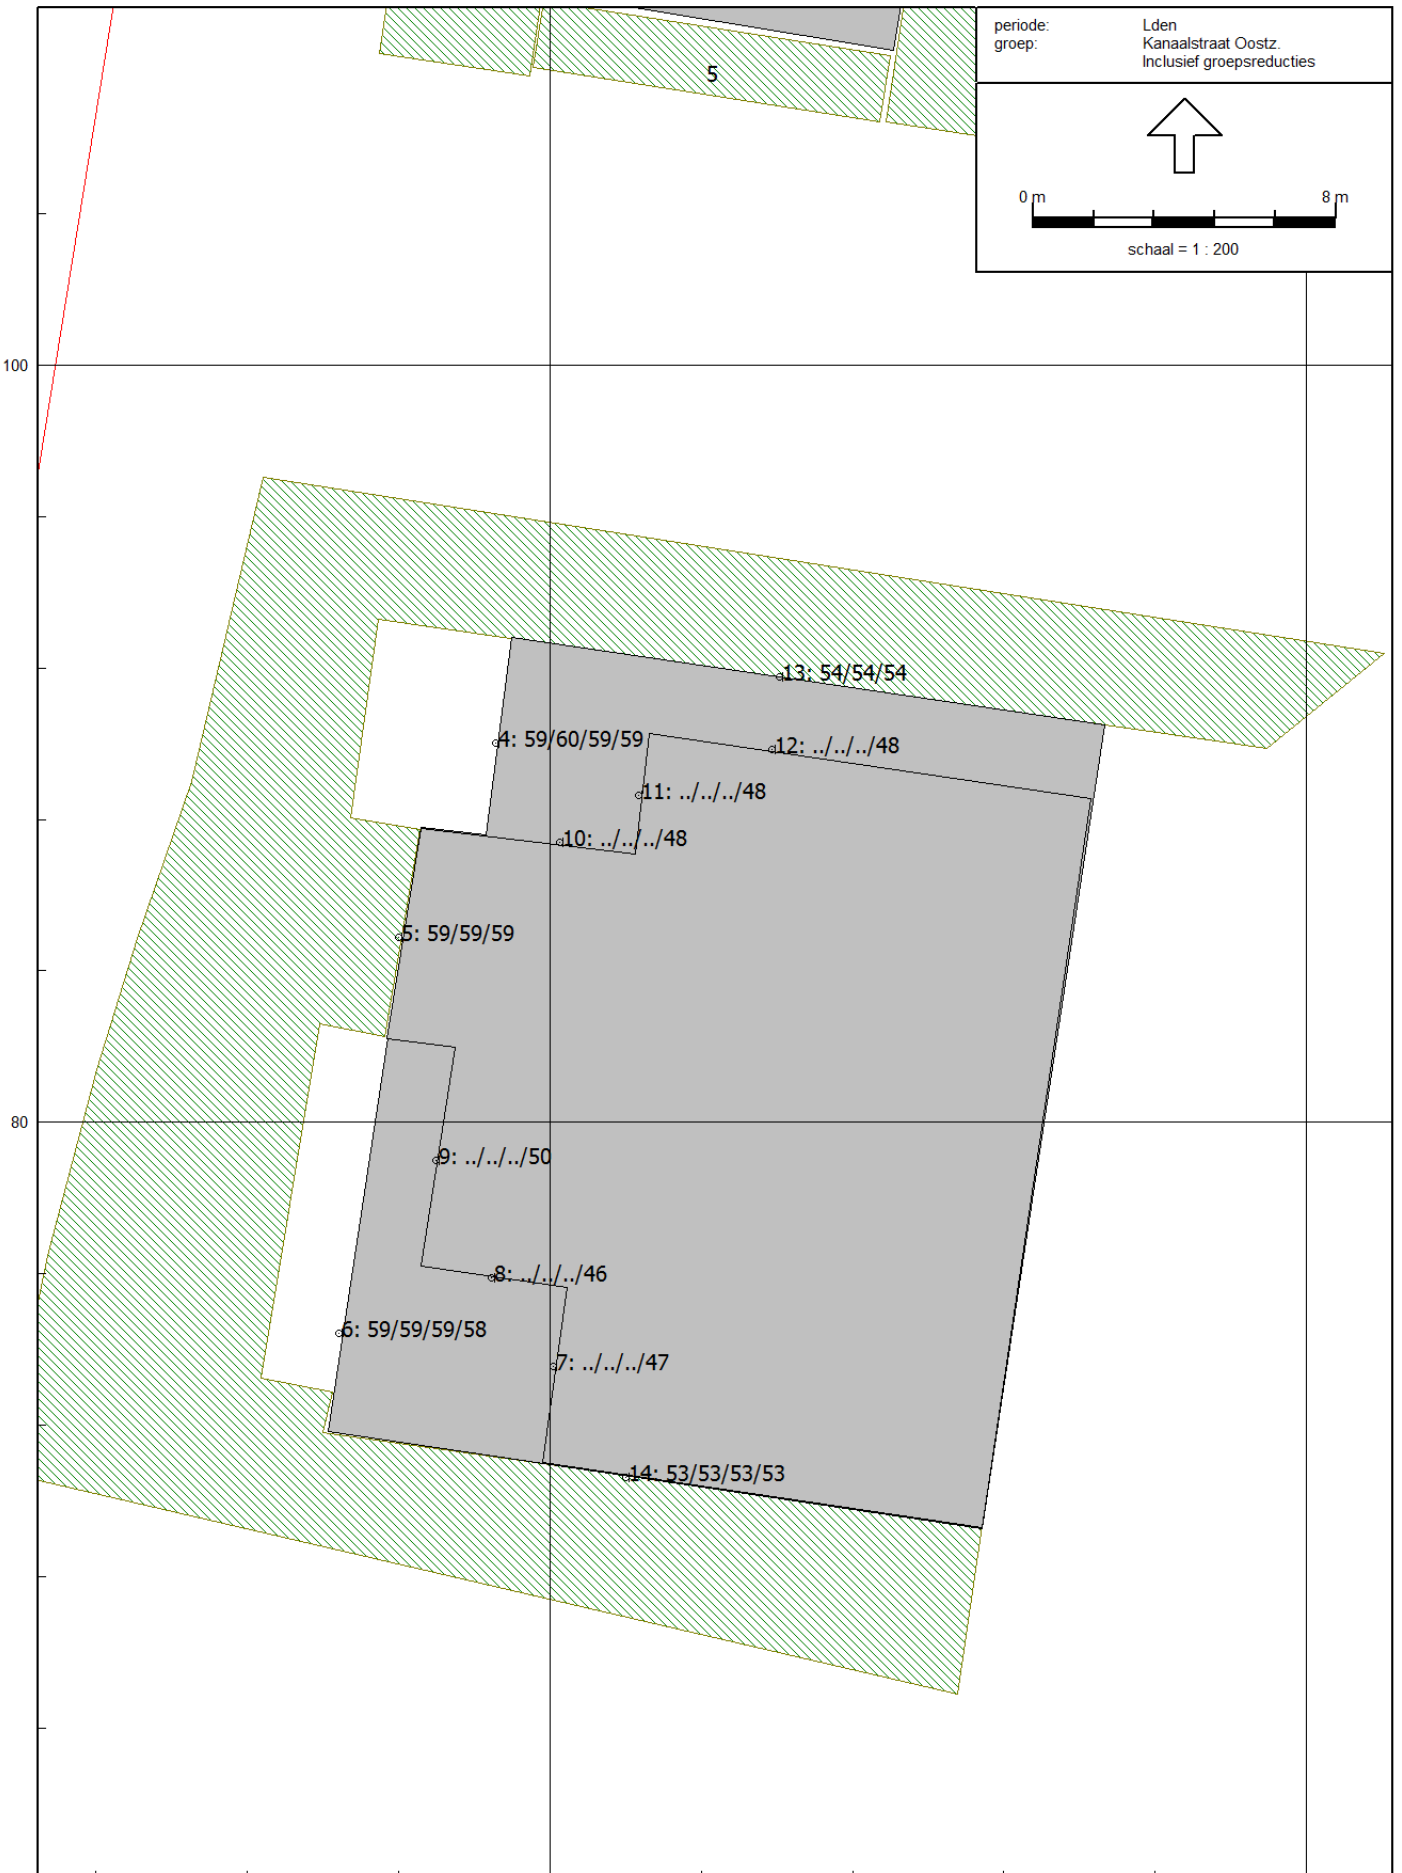 periode: Lden
groep: Kanaalstraat Oostz.
Inclusief groepsreducties
5
0 m 8 m
schaal = 1 : 200
100
13: 54/54/54
4: 59/60/59/59
12: ../../../48
11: ../../../48
10: ../../../48
5: 59/59/59
80
9: ../../../50
8: ../../../46
6: 59/59/59/58
7: ../../../47
14: 53/53/53/53